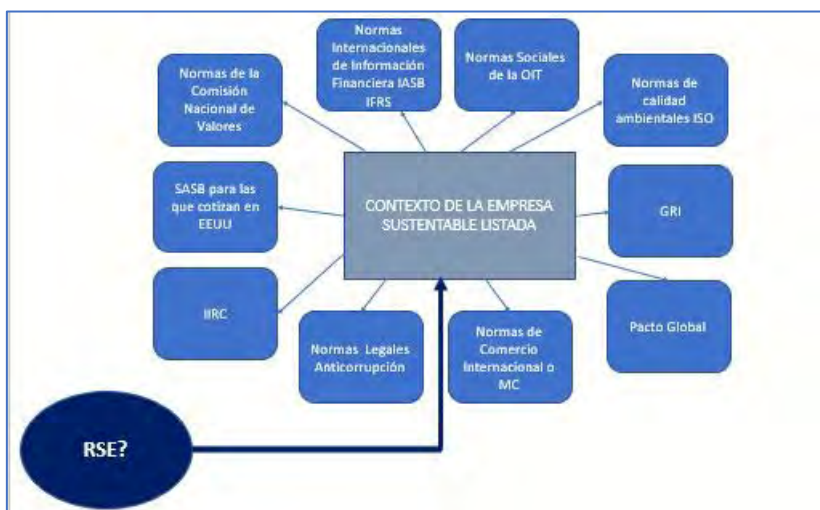 Normas
Internacionales
de Información
Financiera IASB
IFRS
Normas Sociales
de la OIT
Normas de la
Comisión
Nacional de
Valores
Normas de
calidad
ambientales ISO
SASB para las
que cotizan en
EEUU
CONTEXTO DE LA EMPRESA
SUSTENTABLE LISTADA
GRI
IIRC
Normas Legales
Anticorrupción
Normas de
Comercio
Internacional o
MC
Pacto Global
RSE?